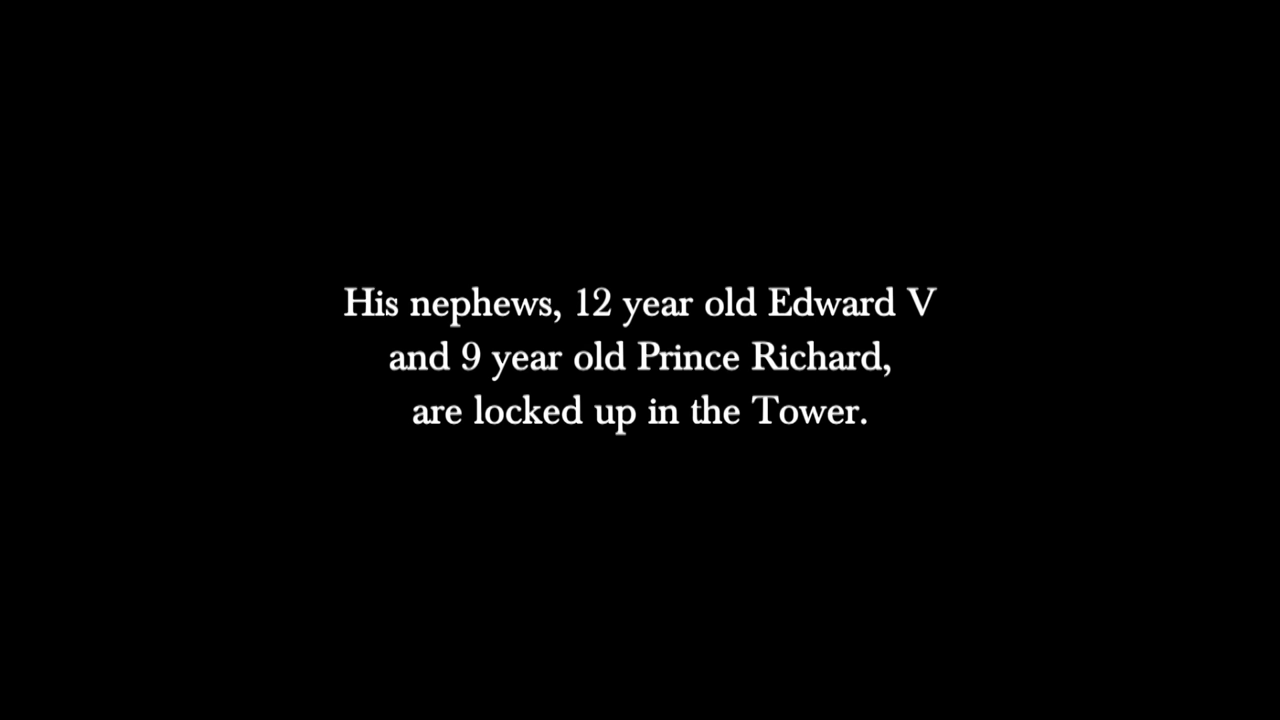 His nephews, 12 year old Edward V
and 9 year old Prince Richard,
are locked up in the Tower.